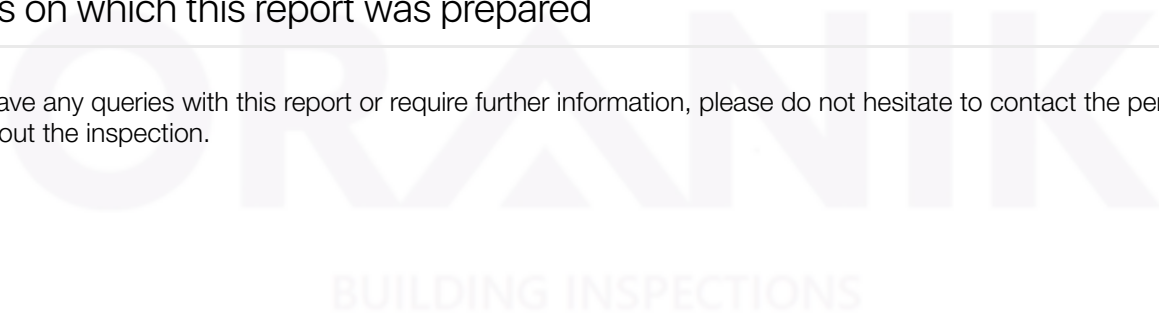 s on which this report was prepared
ave any queries with this report or require further information, please do not hesitate to contact the per
out the inspection.
ORANIK
BUILDING INSPECTIONS